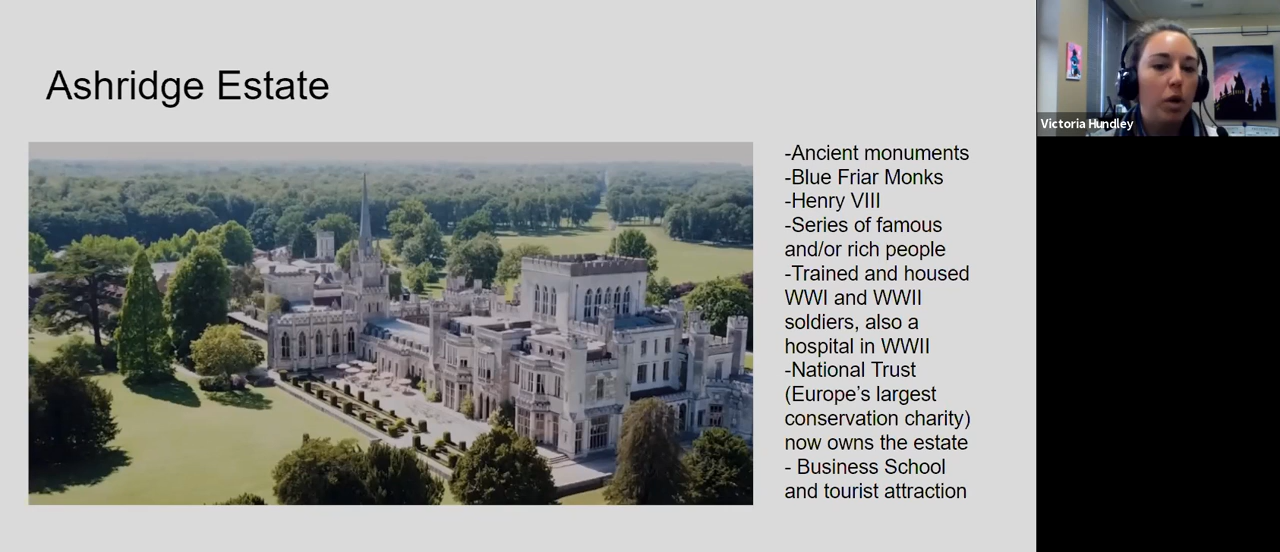 Ashridge Estate
-Ancient monuments
-Blue Friar Monks
-Henry VIII
-Series of famous
and/or rich people
-Trained and housed
WWI and WWII
soldiers, also a
hospital in WWII
-National Trust
(Europe’s largest
conservation charity)
now owns the estate
- Business School
and tourist attraction
Victoria Hundley